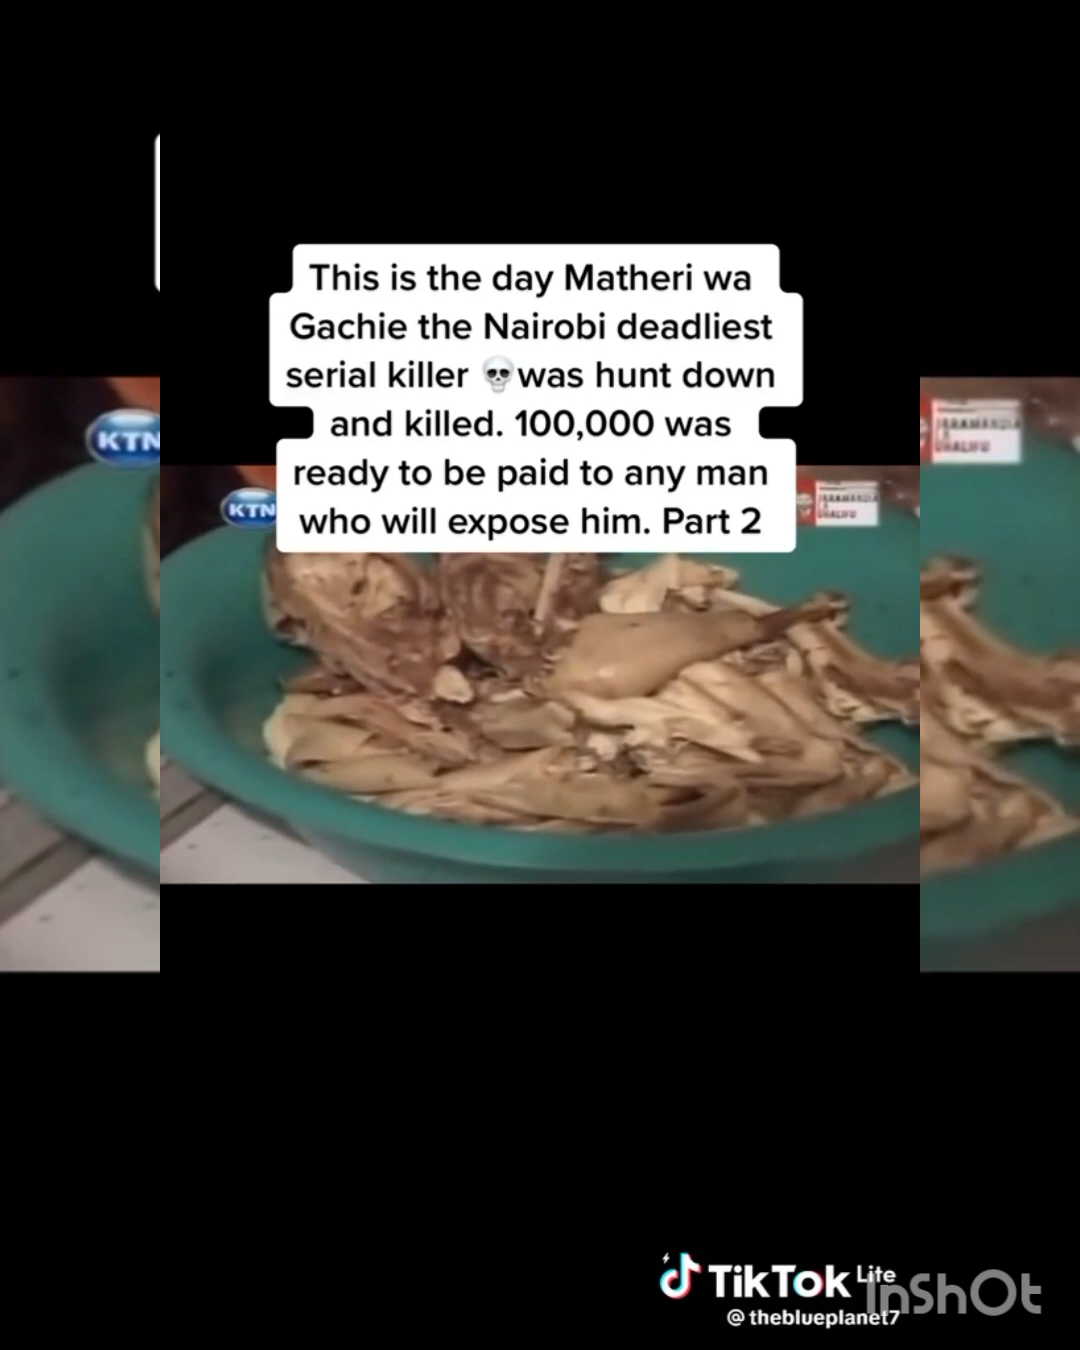 This is the day Matheri wa
Gachie the Nairobi deadliest
serial killer 💀was hunt down
and killed. 100,000 was
ready to be paid to any man
who will expose him. Part 2
KTN
KTN
UHALIFU
UHALIFU
TikTok Lite
InShOt
@theblueplanet7